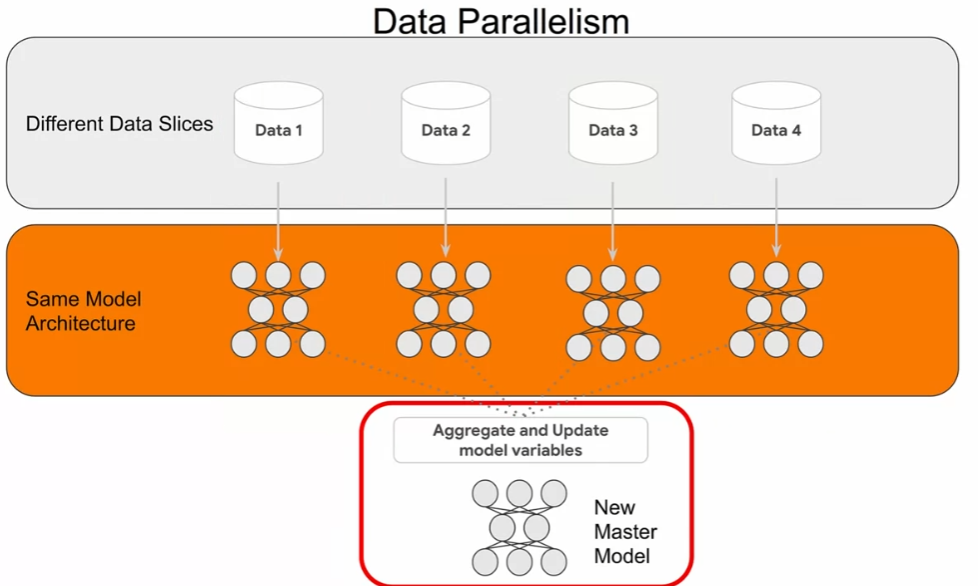 Data Parallelism
Different Data Slices
Data 1
Data 2
Data 3
Data 4
Same Model
Architecture
Aggregate and Update
model variables
New
Master
Model